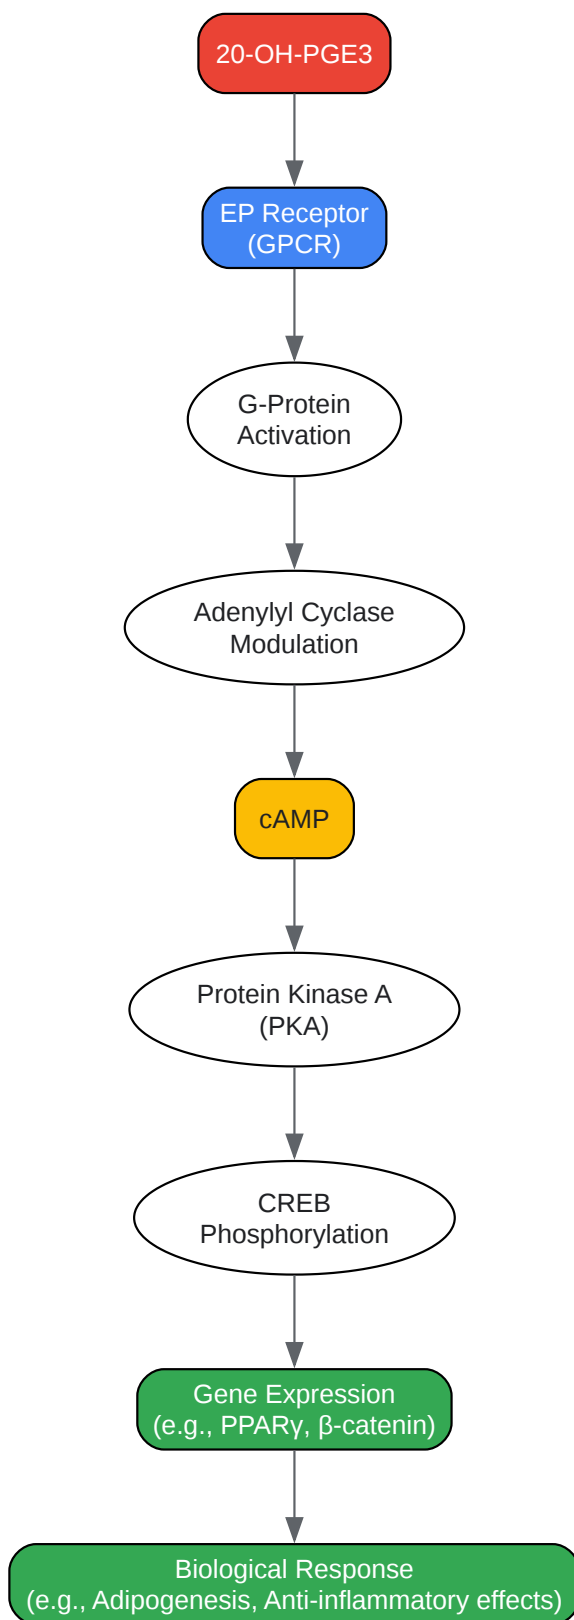 20-OH-PGE3
EP Receptor
(GPCR)
G-Protein
Activation
Adenylyl Cyclase
Modulation
cAMP
Protein Kinase A
(PKA)
CREB
Phosphorylation
Gene Expression
(e.g., PPARγ, β-catenin)
Biological Response
(e.g., Adipogenesis, Anti-inflammatory effects)